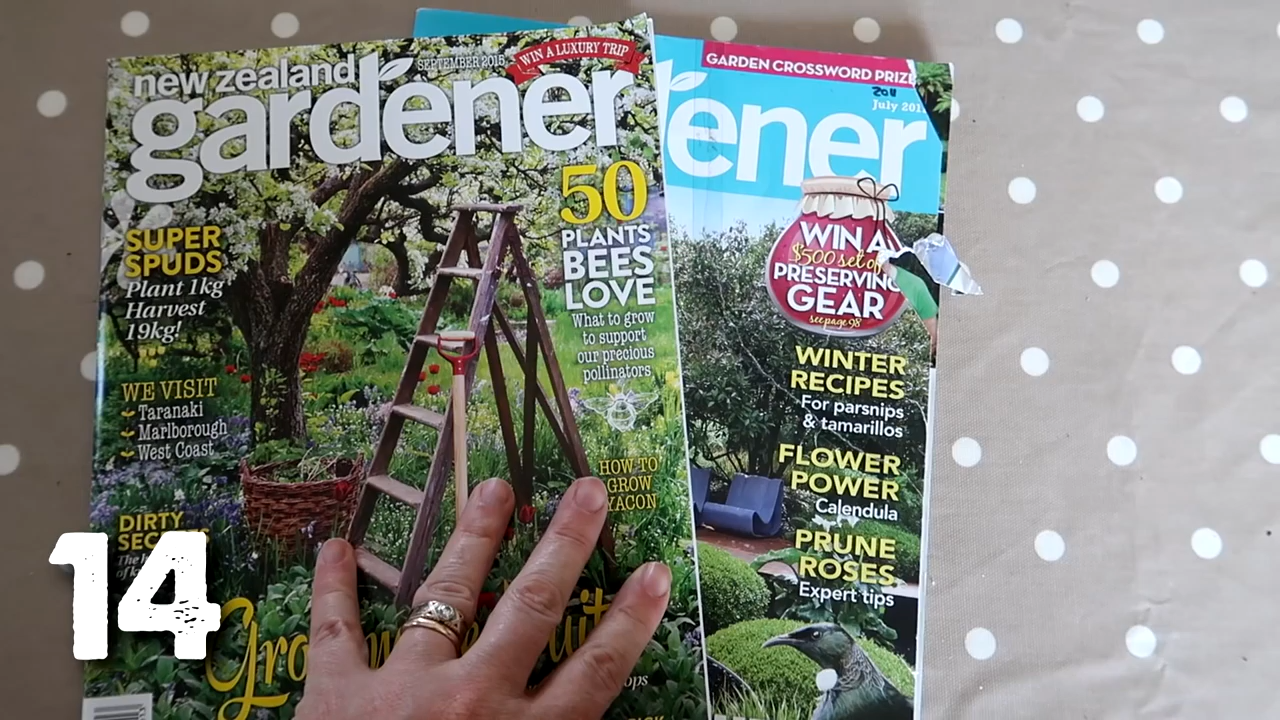 new zealand
gardener
SEPTEMBER 2015
WIN A LUXURY TRIP
SUPER
SPUDS
Plant 1kg
Harvest
19kg!
WE VISIT
Taranaki
Marlborough
West Coast
DIRTY
50
PLANTS
BEES
LOVE
What to grow
to support
our precious
pollinators
HOW TO
GROW
YACON
GARDEN CROSSWORD PRIZE
2011
July 201
ener
WIN A
$500 set of
PRESERVING
GEAR
see page 98
WINTER
RECIPES
For parsnips
& tamarillos
FLOWER
POWER
Calendula
PRUNE
ROSES
Expert tips
14